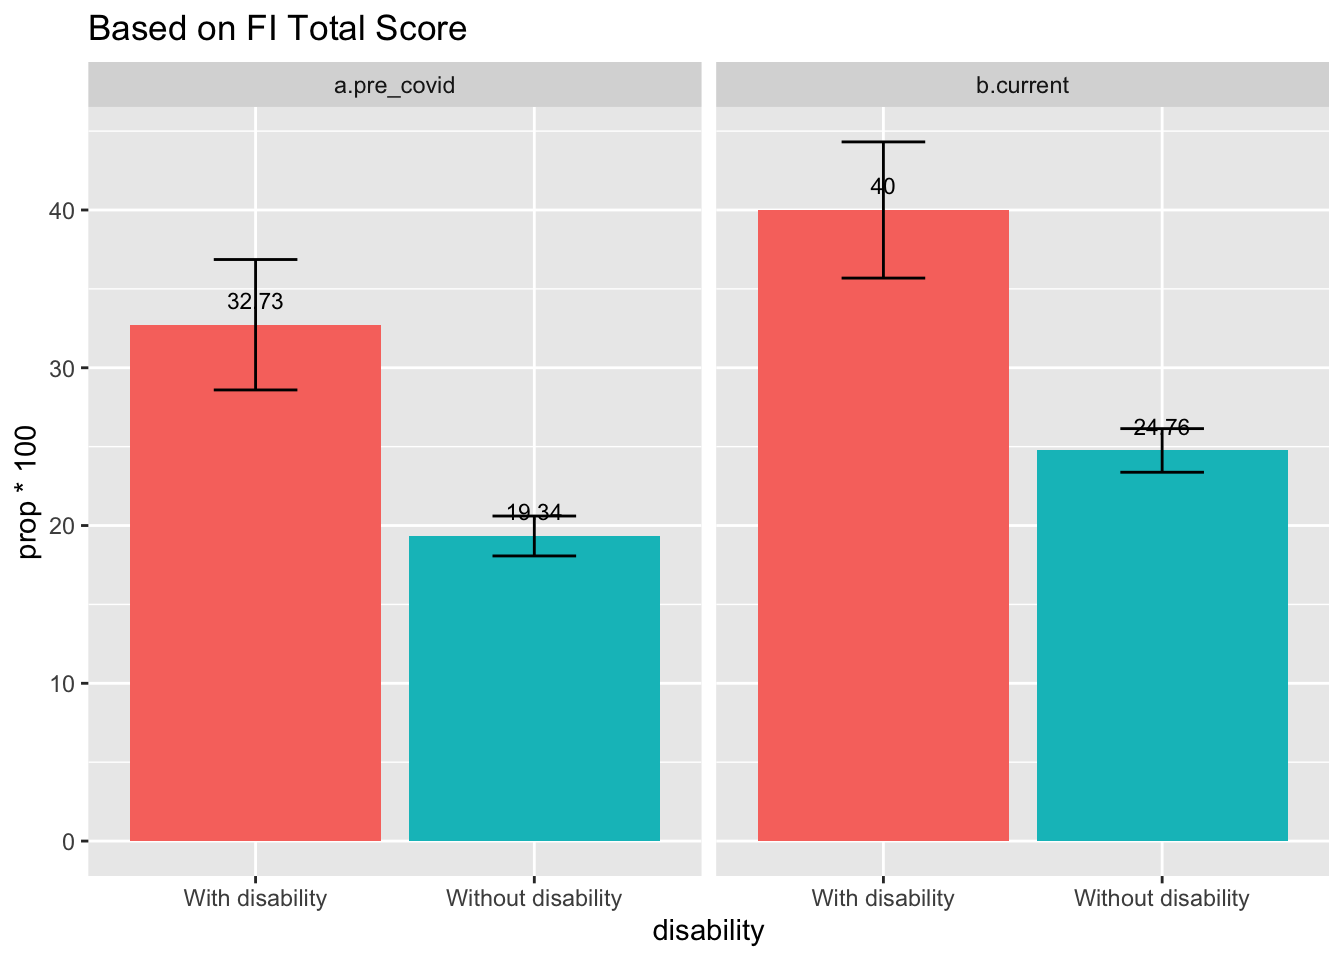 Based on FI Total Score
a.pre_covid
b.current
prop * 100
40
30
20
10
0
32.73
19.34
40
24.76
With disability
Without disability
With disability
Without disability
disability